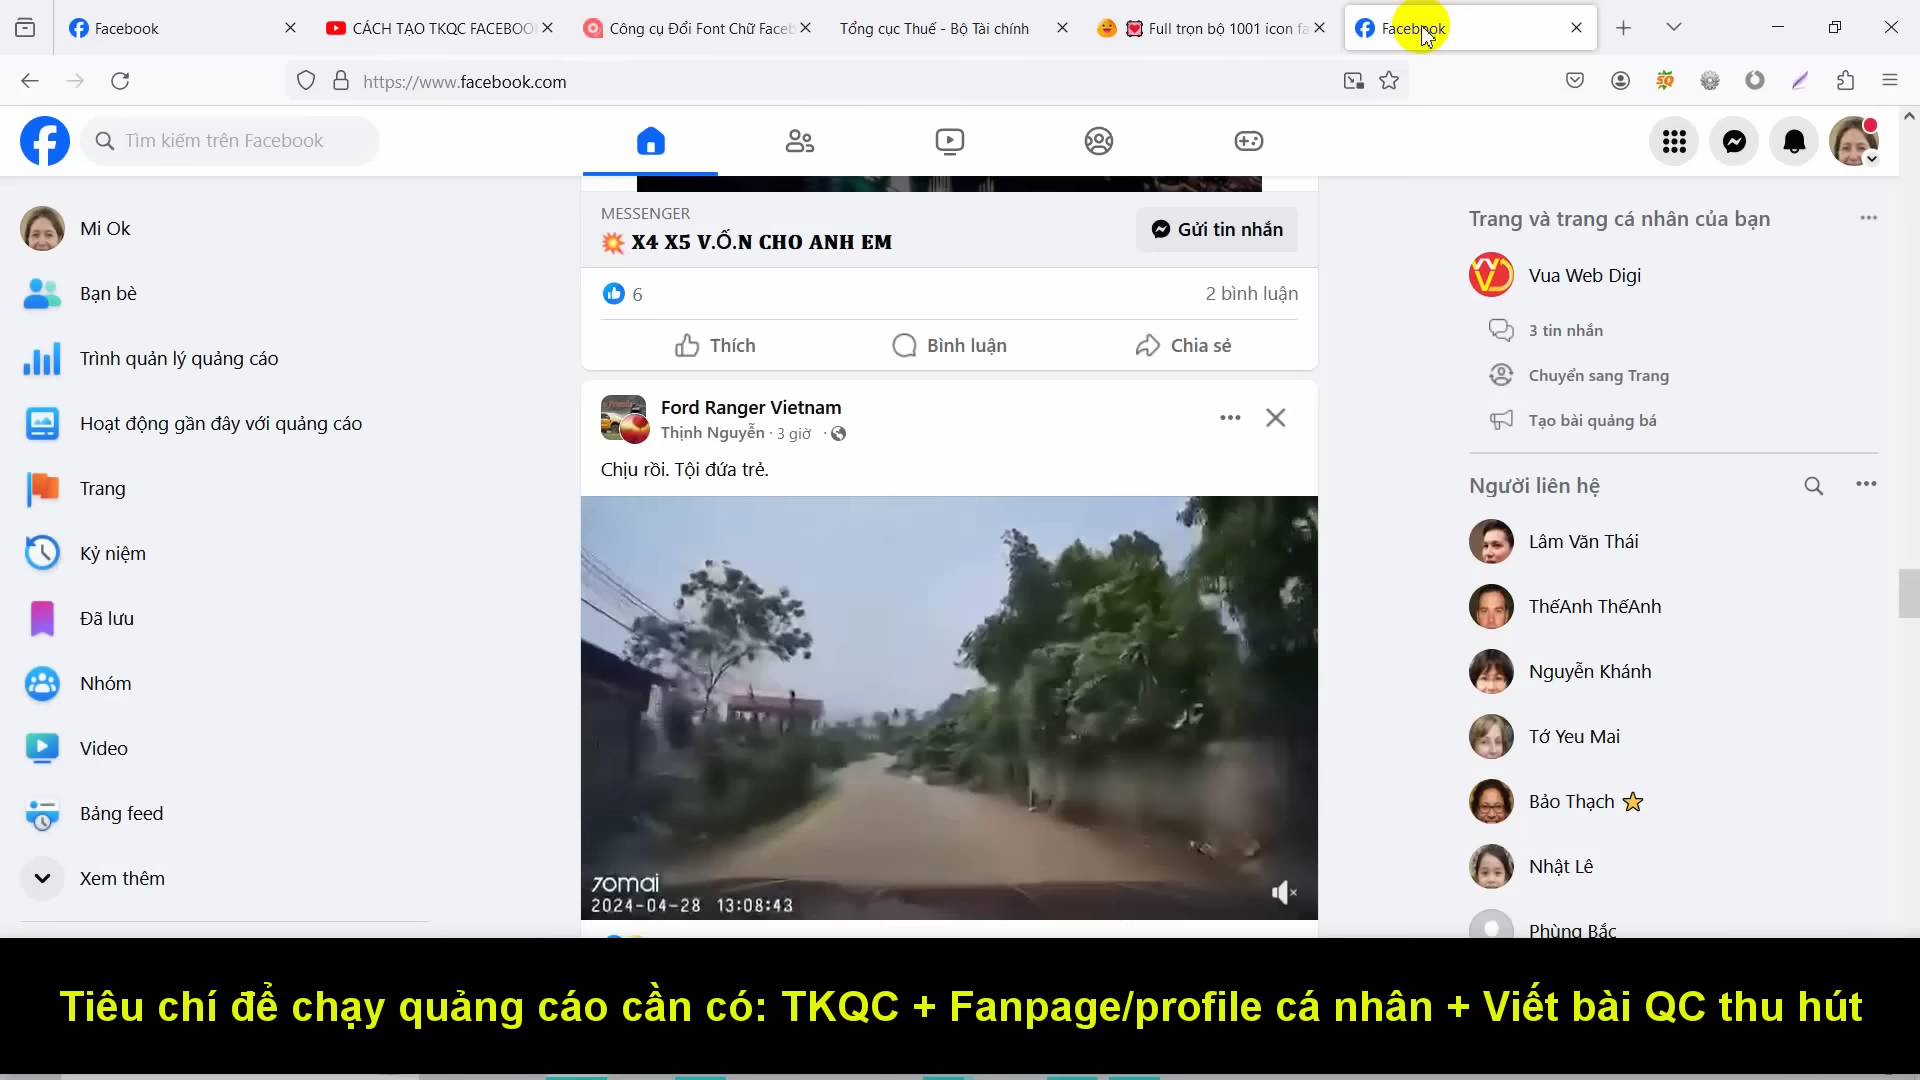 Facebook
CÁCH TẠO TKQC FACEBOO
Công cụ Đổi Font Chữ Faceb
Tổng cục Thuế - Bộ Tài chính
Full trọn bộ 1001 icon fa
Facebook
https://www.facebook.com
Tìm kiếm trên Facebook
Mi Ok
Bạn bè
Trình quản lý quảng cáo
Hoạt động gần đây với quảng cáo
Trang
Kỷ niệm
Đã lưu
Nhóm
Video
Bảng feed
Xem thêm
MESSENGER
💥 X4 X5 V.Ố.N CHO ANH EM
Gửi tin nhắn
6
2 bình luận
Thích
Bình luận
Chia sẻ
Ford Ranger Vietnam
Thịnh Nguyễn · 3 giờ ·
Chịu rồi. Tội đứa trẻ.
70mai
2024-04-28 13:08:43
Trang và trang cá nhân của bạn
Vua Web Digi
3 tin nhắn
Chuyển sang Trang
Tạo bài quảng bá
Người liên hệ
Lâm Văn Thái
ThếAnh ThếAnh
Nguyễn Khánh
Tớ Yeu Mai
Bảo Thạch ⭐
Nhật Lê
Phùng Bắc
Tiêu chí để chạy quảng cáo cần có: TKQC + Fanpage/profile cá nhân + Viết bài QC thu hút